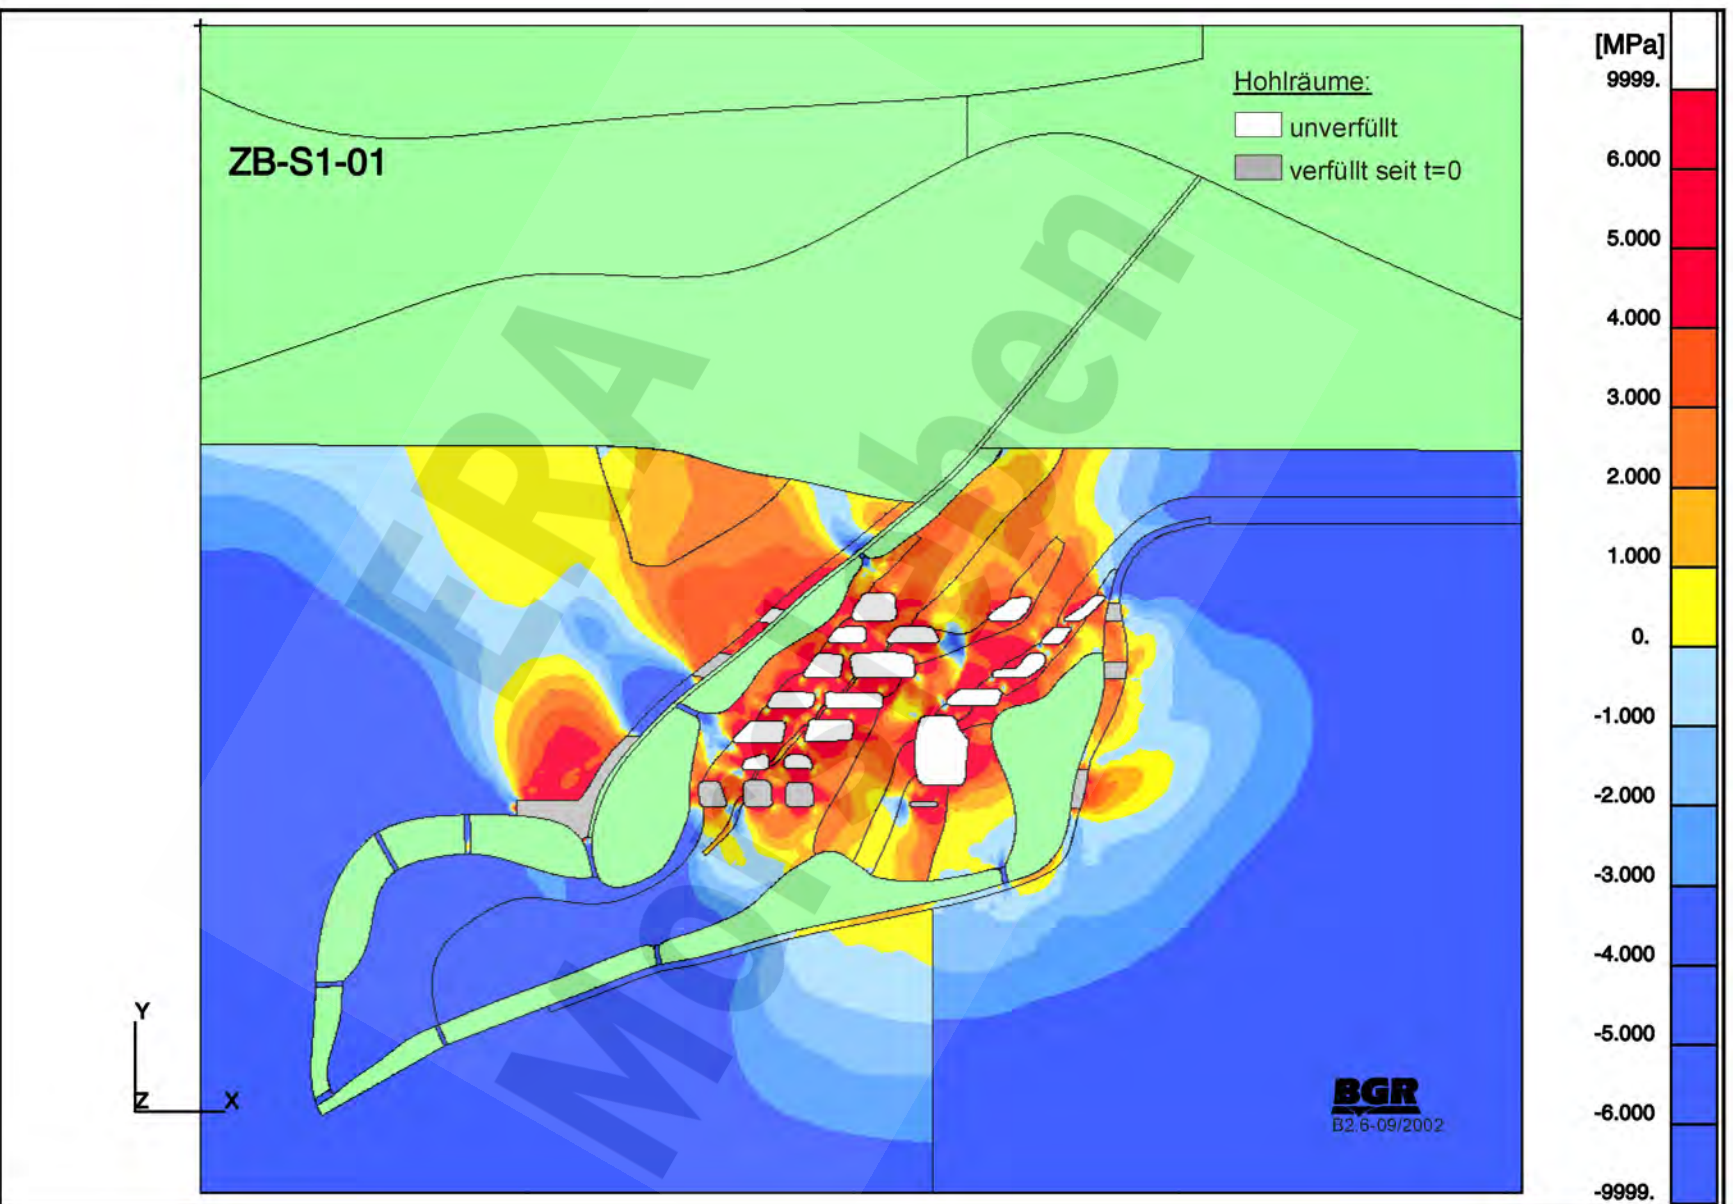 ZB-S1-01
Hohlräume:
unverfüllt
verfüllt seit t=0
[MPa]
9999.
6.000
5.000
4.000
3.000
2.000
1.000
0.
-1.000
-2.000
-3.000
-4.000
-5.000
-6.000
-9999.
ERA
Morsleben
Y
Z X
BGR
B2.6-09/2002